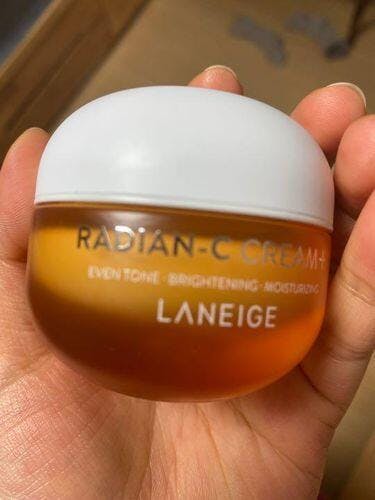 RADIAN-C CREAM+
EVEN TONE · BRIGHTENING · MOISTURIZING
LANEIGE